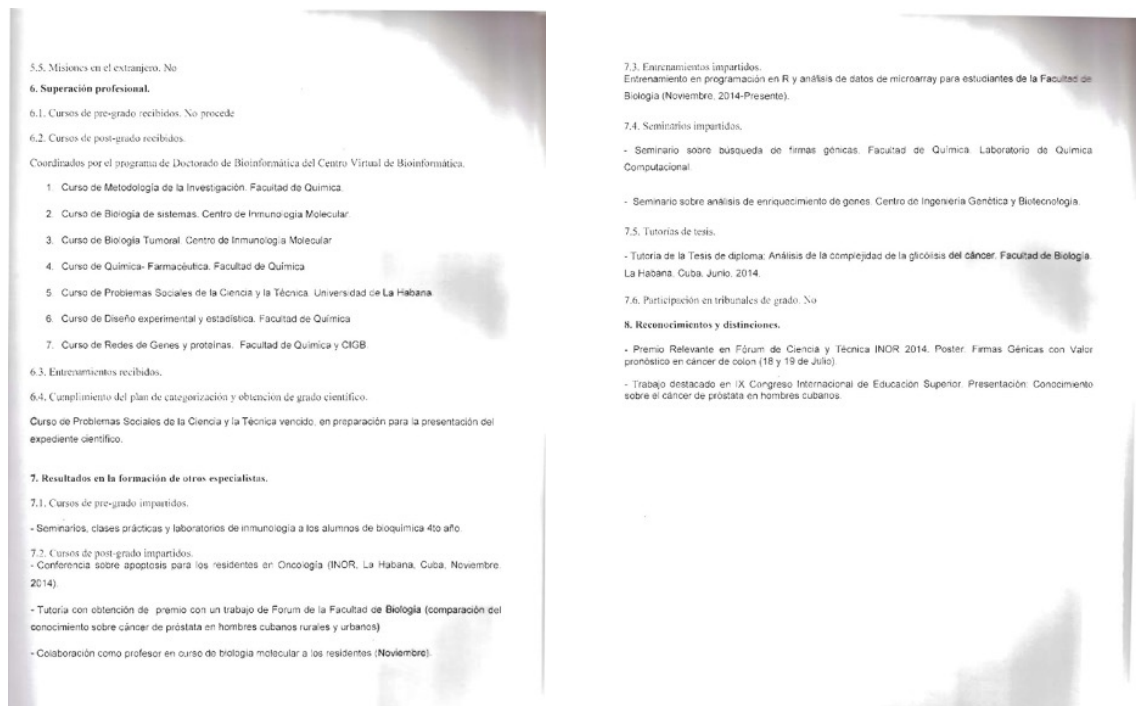 5.5. Misiones en el extranjero. No
6. Superación profesional.
6.1. Cursos de pre-grado recibidos. No procede
6.2. Cursos de post-grado recibidos.
Coordinados por el programa de Doctorado de Bioinformática del Centro Virtual de Bioinformática.
1. Curso de Metodología de la Investigación. Facultad de Química.
2. Curso de Biología de sistemas. Centro de Inmunología Molecular.
3. Curso de Biología Tumoral. Centro de Inmunología Molecular
4. Curso de Química- Farmacéutica. Facultad de Química
5. Curso de Problemas Sociales de la Ciencia y la Técnica. Universidad de La Habana.
6. Curso de Diseño experimental y estadística. Facultad de Química
7. Curso de Redes de Genes y proteínas. Facultad de Química y CIGB.
6.3. Entrenamientos recibidos.
6.4. Cumplimiento del plan de categorización y obtención de grado científico.
Curso de Problemas Sociales de la Ciencia y la Técnica vencido, en preparación para la presentación del
expediente científico.
7. Resultados en la formación de otros especialistas.
7.1. Cursos de pre-grado impartidos.
- Seminarios, clases prácticas y laboratorios de inmunología a los alumnos de bioquímica 4to año.
7.2. Cursos de post-grado impartidos.
- Conferencia sobre apoptosis para los residentes en Oncología (INOR, La Habana, Cuba, Noviembre,
2014).
- Tutoría con obtención de premio con un trabajo de Forum de la Facultad de Biología (comparación del
conocimiento sobre cáncer de próstata en hombres cubanos rurales y urbanos)
- Colaboración como profesor en curso de biología molecular a los residentes (Noviembre).
7.3. Entrenamientos impartidos.
Entrenamiento en programación en R y análisis de datos de microarray para estudiantes de la Facultad de
Biología (Noviembre, 2014-Presente).
7.4. Seminarios impartidos.
- Seminario sobre búsqueda de firmas génicas. Facultad de Química. Laboratorio de Química
Computacional.
- Seminario sobre análisis de enriquecimiento de genes. Centro de Ingeniería Genética y Biotecnología.
7.5. Tutorías de tesis.
- Tutoría de la Tesis de diploma: Análisis de la complejidad de la glicólisis del cáncer. Facultad de Biología.
La Habana, Cuba. Junio, 2014.
7.6. Participación en tribunales de grado. No
8. Reconocimientos y distinciones.
- Premio Relevante en Fórum de Ciencia y Técnica INOR 2014. Poster: Firmas Génicas con Valor
pronóstico en cáncer de colon (18 y 19 de Julio).
- Trabajo destacado en IX Congreso Internacional de Educación Superior. Presentación: Conocimiento
sobre el cáncer de próstata en hombres cubanos.